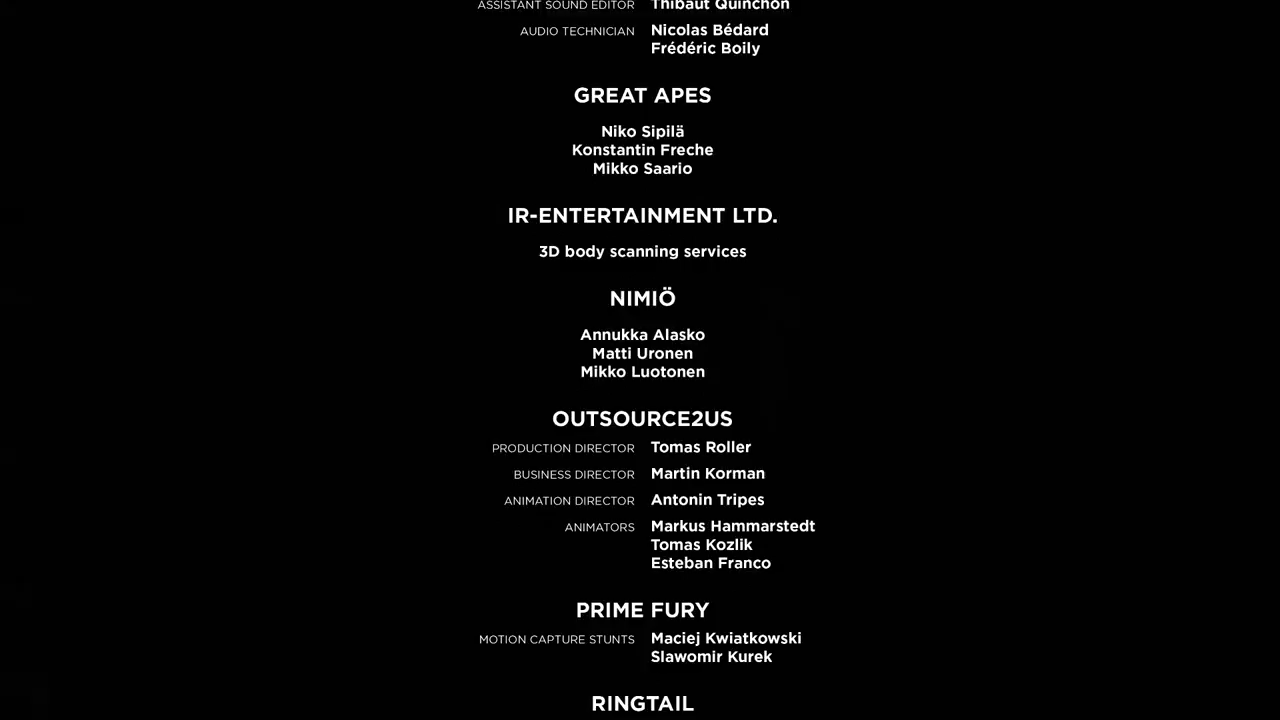 ASSISTANT SOUND EDITOR Thibaut Quinchon
AUDIO TECHNICIAN Nicolas Bédard
Frédéric Boily
GREAT APES
Niko Sipilä
Konstantin Freche
Mikko Saario
IR-ENTERTAINMENT LTD.
3D body scanning services
NIMIÖ
Annukka Alasko
Matti Uronen
Mikko Luotonen
OUTSOURCE2US
PRODUCTION DIRECTOR Tomas Roller
BUSINESS DIRECTOR Martin Korman
ANIMATION DIRECTOR Antonin Tripes
ANIMATORS Markus Hammarstedt
Tomas Kozlik
Esteban Franco
PRIME FURY
MOTION CAPTURE STUNTS Maciej Kwiatkowski
Slawomir Kurek
RINGTAIL